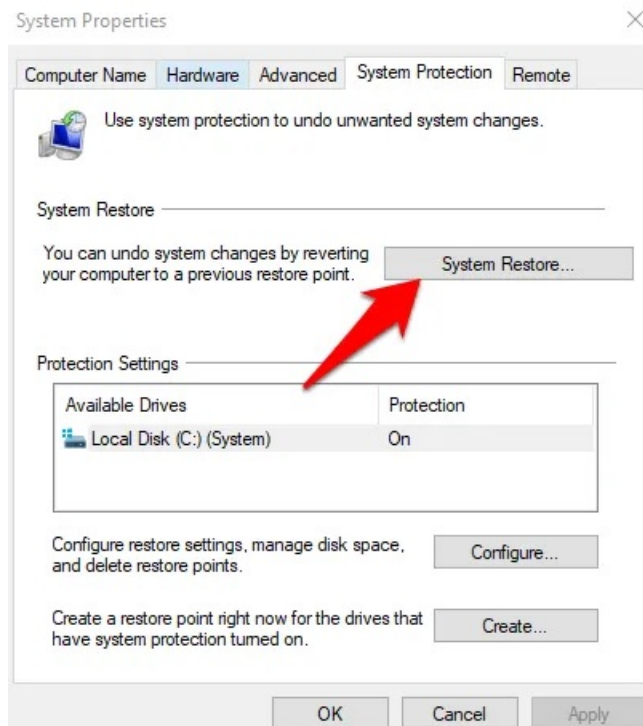 System Properties
Computer Name Hardware Advanced System Protection Remote
Use system protection to undo unwanted system changes.
System Restore
You can undo system changes by reverting
your computer to a previous restore point.
System Restore...
Protection Settings
Available Drives Protection
Local Disk (C:) (System) On
Configure restore settings, manage disk space,
and delete restore points.
Configure...
Create a restore point right now for the drives that
have system protection turned on.
Create...
OK Cancel Apply